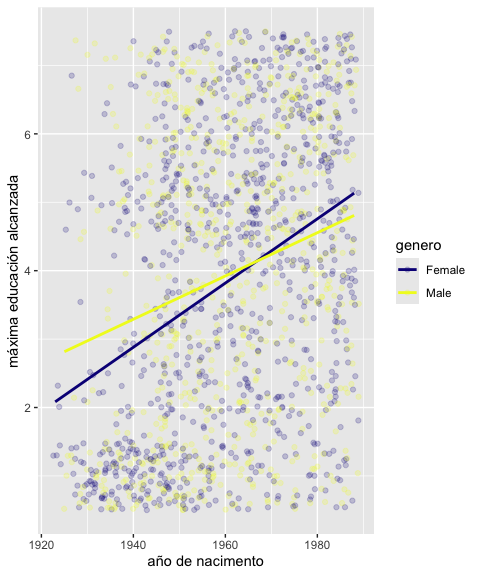 máxima educación alcanzada
6
4
2
1920
1940
1960
1980
año de nacimento
genero
Female
Male